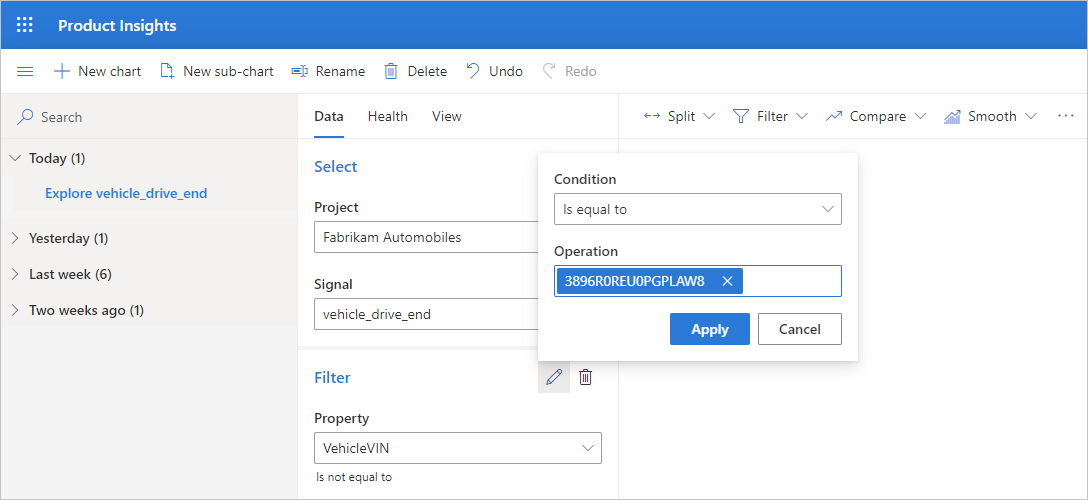 Product Insights
New chart
New sub-chart
Rename
Delete
Undo
Redo
Search
Today (1)
Explore vehicle_drive_end
Yesterday (1)
Last week (6)
Two weeks ago (1)
Data
Health
View
Select
Project
Fabrikam Automobiles
Signal
vehicle_drive_end
Filter
Property
VehicleVIN
Is not equal to
Split
Filter
Compare
Smooth
Condition
Is equal to
Operation
3896R0REU0PGPLAW8
Apply
Cancel